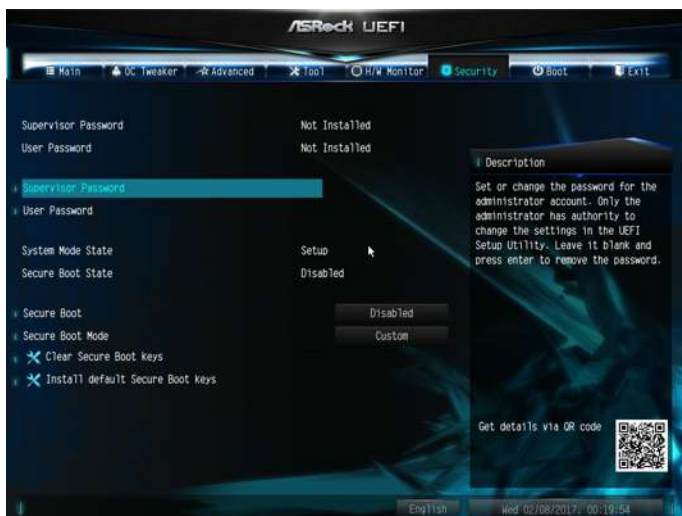 ASRock UEFI
Main OC Tweaker Advanced Tool H/W Monitor Security Boot Exit
Supervisor Password Not Installed
User Password Not Installed
Supervisor Password
User Password
System Mode State Setup
Secure Boot State Disabled
Secure Boot Disabled
Secure Boot Mode Custom
Clear Secure Boot keys
Install default Secure Boot keys
Description
Set or change the password for the
administrator account. Only the
administrator has authority to
change the settings in the UEFI
Setup Utility. Leave it blank and
press enter to remove the password.
Get details via QR code
English Wed 02/08/2017, 00:19:54